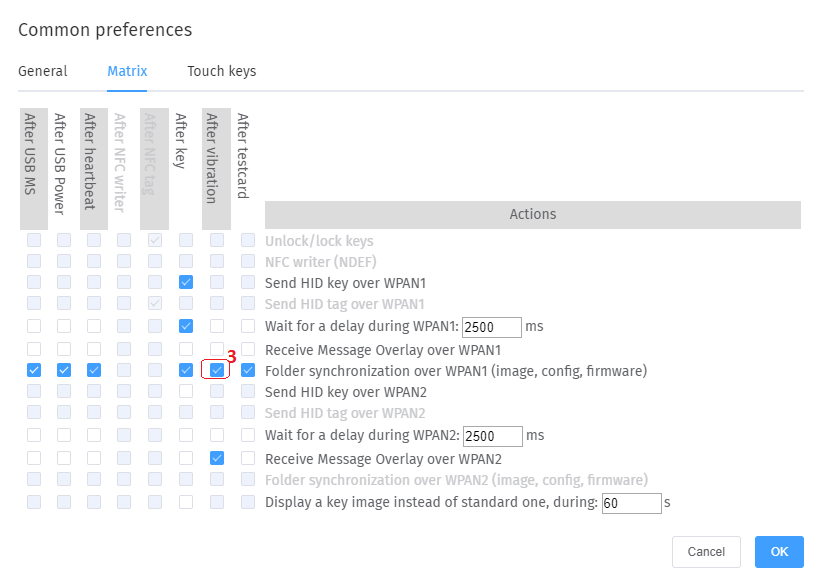 Common preferences
General Matrix Touch keys
After USB MS
After USB Power
After heartbeat
After NFC writer
After NFC tag
After key
After vibration
After testcard
Actions
Unlock/lock keys
NFC writer (NDEF)
Send HID key over WPAN1
Send HID tag over WPAN1
Wait for a delay during WPAN1: 2500 ms
Receive Message Overlay over WPAN1
3
Folder synchronization over WPAN1 (image, config, firmware)
Send HID key over WPAN2
Send HID tag over WPAN2
Wait for a delay during WPAN2: 2500 ms
Receive Message Overlay over WPAN2
Folder synchronization over WPAN2 (image, config, firmware)
Display a key image instead of standard one, during: 60 s
Cancel OK